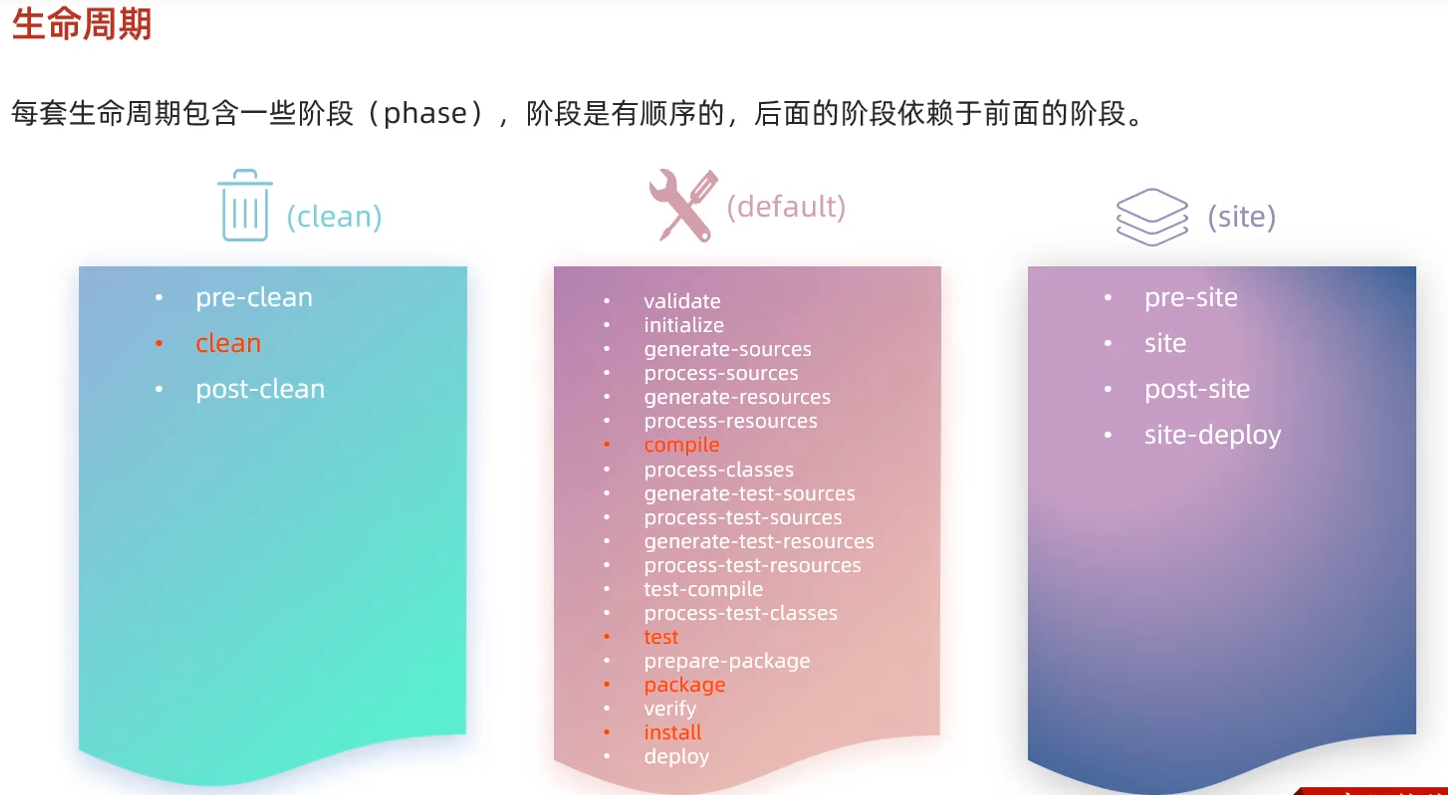 生命周期
每套生命周期包含一些阶段（phase），阶段是有顺序的，后面的阶段依赖于前面的阶段。
(clean)
• pre-clean
• clean
• post-clean
(default)
• validate
• initialize
• generate-sources
• process-sources
• generate-resources
• process-resources
• compile
• process-classes
• generate-test-sources
• process-test-sources
• generate-test-resources
• process-test-resources
• test-compile
• process-test-classes
• test
• prepare-package
• package
• verify
• install
• deploy
(site)
• pre-site
• site
• post-site
• site-deploy